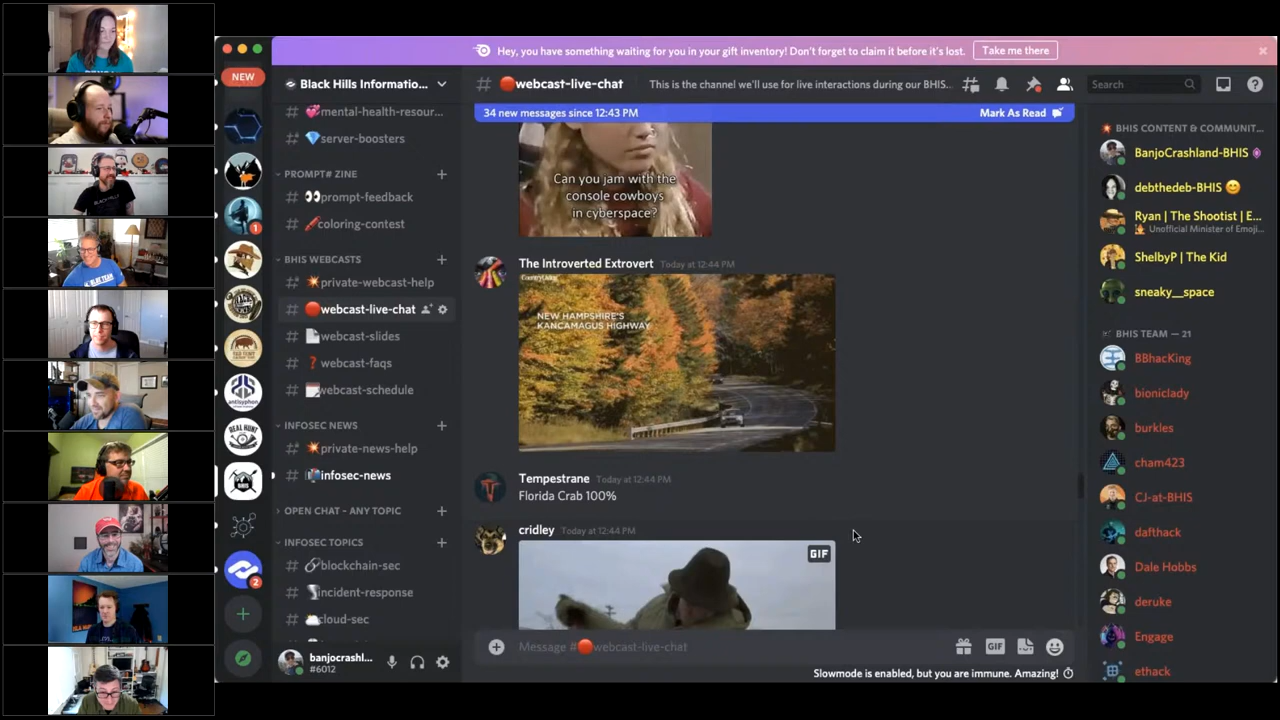 Hey, you have something waiting for you in your gift inventory! Don't forget to claim it before it's lost.
Take me there
NEW
Black Hills Informatio...
webcast-live-chat
This is the channel we'll use for live interactions during our BHIS...
Search
34 new messages since 12:43 PM
Mark As Read
mental-health-resour...
server-boosters
PROMPT# ZINE
prompt-feedback
coloring-contest
BHIS WEBCASTS
private-webcast-help
webcast-live-chat
webcast-slides
webcast-faqs
webcast-schedule
INFOSEC NEWS
private-news-help
infosec-news
OPEN CHAT - ANY TOPIC
INFOSEC TOPICS
blockchain-sec
incident-response
cloud-sec
banjocrashl...
#6012
1
antisyphon
BHIS
2
Can you jam with the
console cowboys
in cyberspace?
The Introverted Extrovert Today at 12:44 PM
NEW HAMPSHIRE'S
KANCAMAGUS HIGHWAY
Tempestrane Today at 12:44 PM
Florida Crab 100%
cridley Today at 12:44 PM
GIF
Message #webcast-live-chat
GIF
Slowmode is enabled, but you are immune. Amazing!
BHIS CONTENT & COMMUNIT...
BanjoCrashland-BHIS
debthedeb-BHIS
Ryan | The Shootist | E...
Unofficial Minister of Emoji...
ShelbyP | The Kid
sneaky__space
BHIS TEAM — 21
BBhacKing
bioniclady
burkles
cham423
CJ-at-BHIS
dafthack
Dale Hobbs
deruke
Engage
ethack